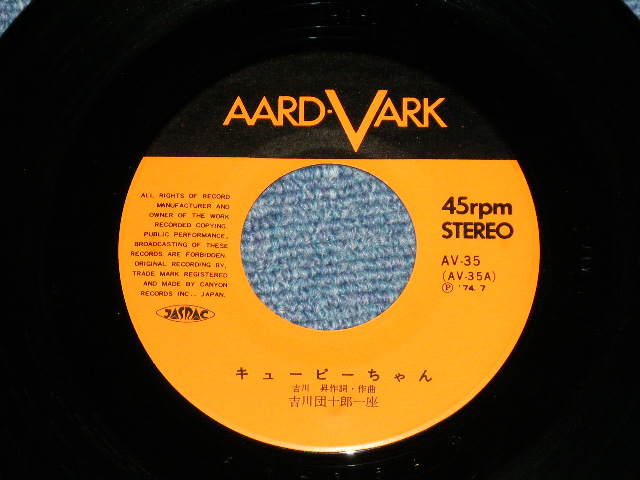 AARD-VARK
ALL RIGHTS OF RECORD
MANUFACTURER AND
OWNER OF THE WORK
RECORDED COPYING.
PUBLIC PERFORMANCE,
BROADCASTING OF THESE
RECORDS ARE FORBIDDEN.
ORIGINAL RECORDING BY,
TRADE MARK REGISTERED
AND MADE BY CANYON
RECORDS INC., JAPAN.
JASRAC
45rpm
STEREO
AV-35
(AV-35A)
Ⓟ '74. 7
キューピーちゃん
吉川 昇作詞・作曲
吉川団十郎一座